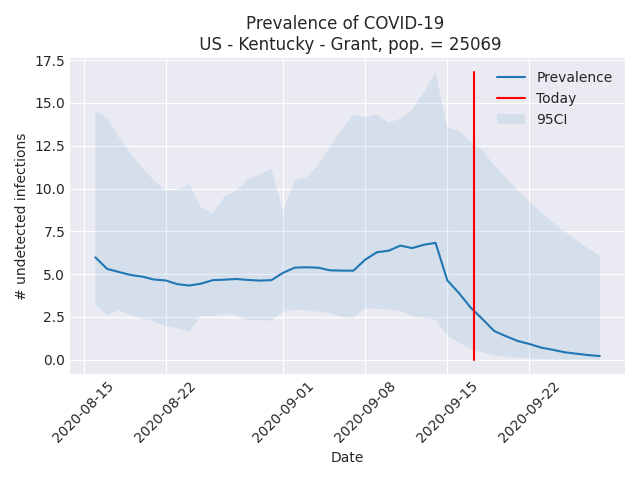 Prevalence of COVID-19
US - Kentucky - Grant, pop. = 25069
17.5
15.0
12.5
10.0
7.5
5.0
2.5
0.0
# undetected infections
Prevalence
Today
95CI
2020-08-15
2020-08-22
2020-09-01
2020-09-08
2020-09-15
2020-09-22
Date